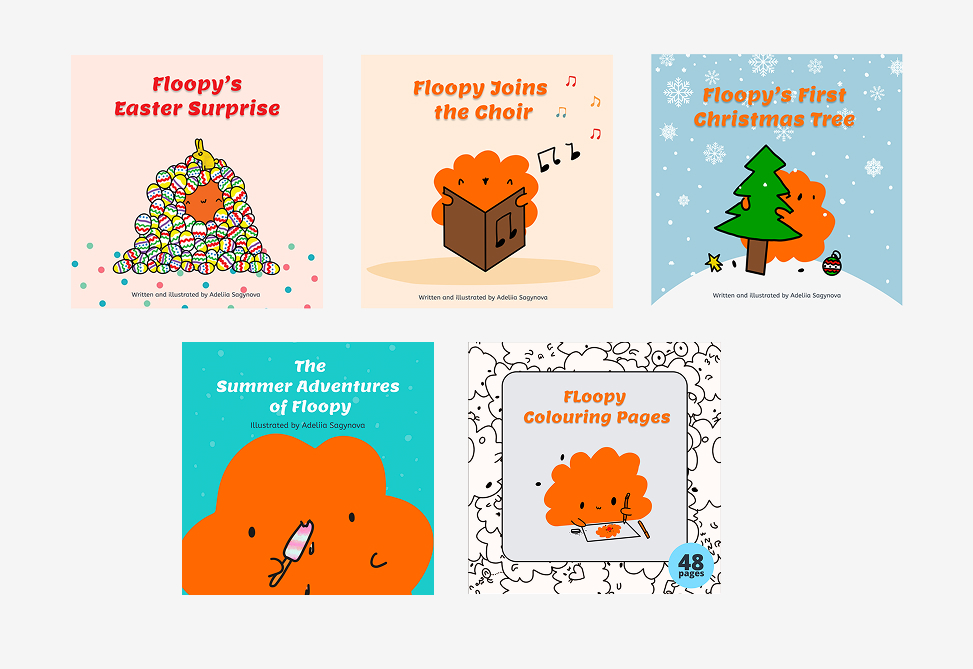 Floopy's
Easter Surprise
Written and illustrated by Adeliia Sagynova
Floopy Joins
the Choir
Written and illustrated by Adeliia Sagynova
Floopy's First
Christmas Tree
Written and illustrated by Adeliia Sagynova
The
Summer Adventures
of Floopy
Illustrated by Adeliia Sagynova
FLoopy
Colouring Pages
48
pages